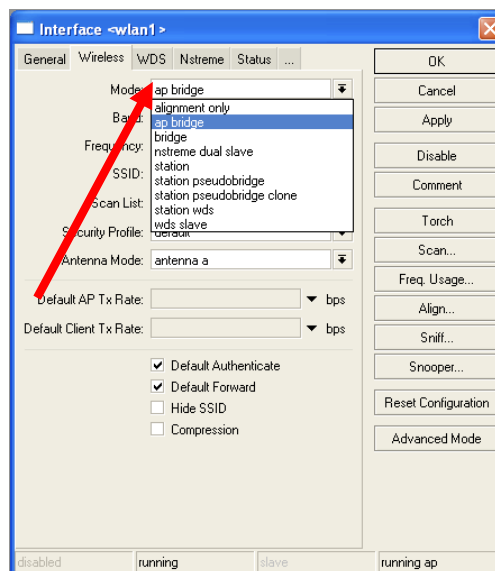 Interface <wlan1>
General Wireless WDS Nstreme Status ...
Mode: ap bridge
alignment only
ap bridge
bridge
nstreme dual slave
station
station pseudobridge
station pseudobridge clone
station wds
wds slave
Band:
Frequency:
SSID:
Scan List:
Security Profile: default
Antenna Mode: antenna a
Default AP Tx Rate: bps
Default Client Tx Rate: bps
Default Authenticate
Default Forward
Hide SSID
Compression
OK
Cancel
Apply
Disable
Comment
Torch
Scan...
Freq. Usage...
Align...
Sniff...
Snooper...
Reset Configuration
Advanced Mode
disabled running slave running ap